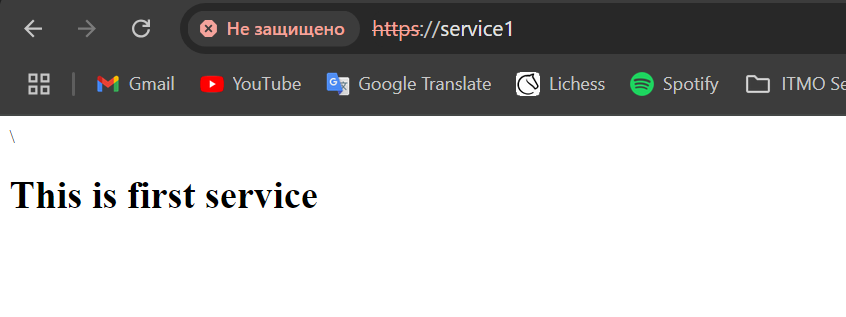 Не защищено https://service1
Gmail YouTube Google Translate Lichess Spotify ITMO Se
\
This is first service